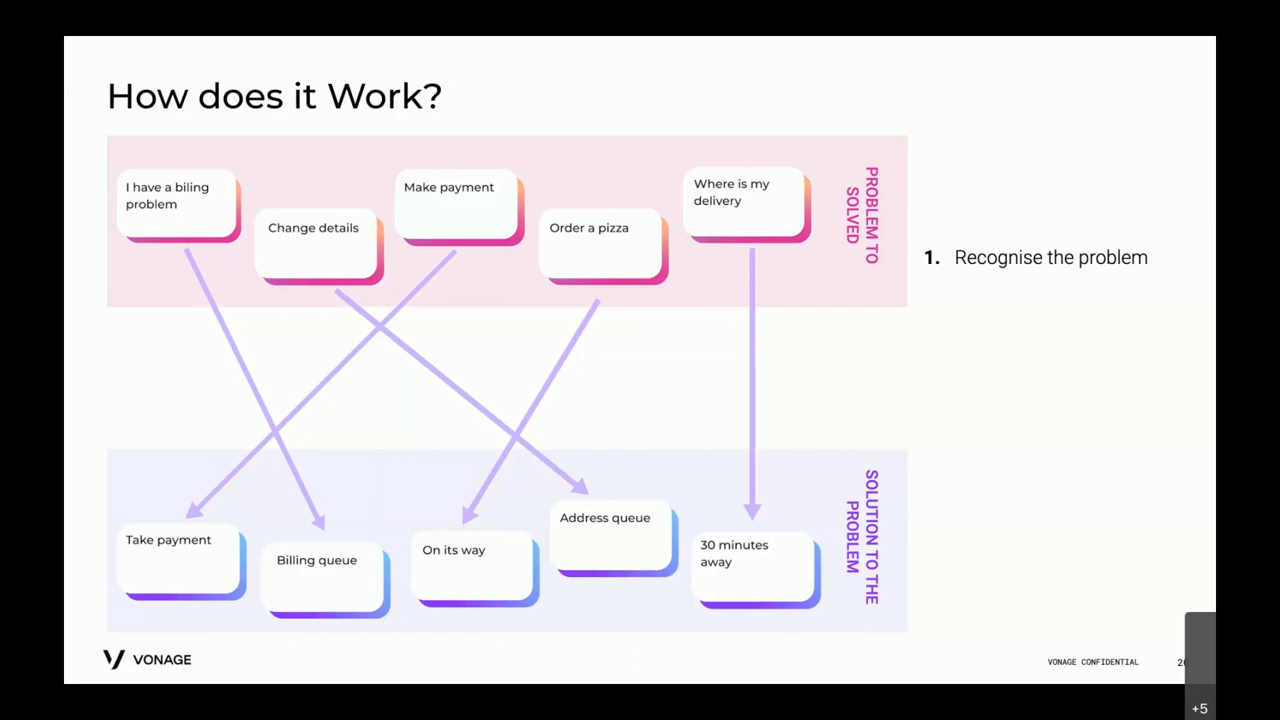 How does it Work?
I have a biling
problem
Change details
Make payment
Order a pizza
Where is my
delivery
PROBLEM TO
SOLVED
1. Recognise the problem
Take payment
Billing queue
On its way
Address queue
30 minutes
away
SOLUTION TO THE
PROBLEM
VONAGE
VONAGE CONFIDENTIAL
+5